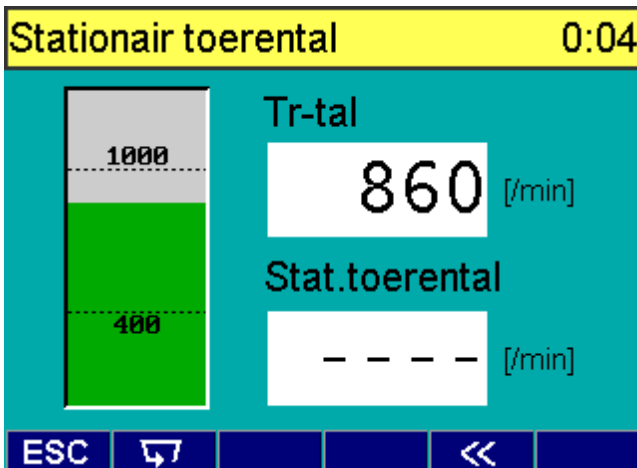 Stationair toerental 0:04
Tr-tal
1000
860 [/min]
Stat.toerental
400
---- [/min]
ESC <<